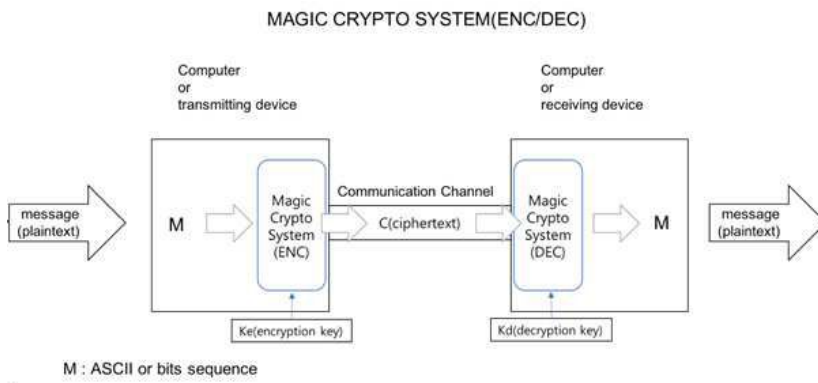 MAGIC CRYPTO SYSTEM(ENC/DEC)
Computer
or
transmitting device
Computer
or
receiving device
message
(plaintext)
M
Magic
Crypto
System
(ENC)
Communication Channel
C(ciphertext)
Magic
Crypto
System
(DEC)
M
message
(plaintext)
Ke(encryption key)
Kd(decryption key)
M : ASCII or bits sequence